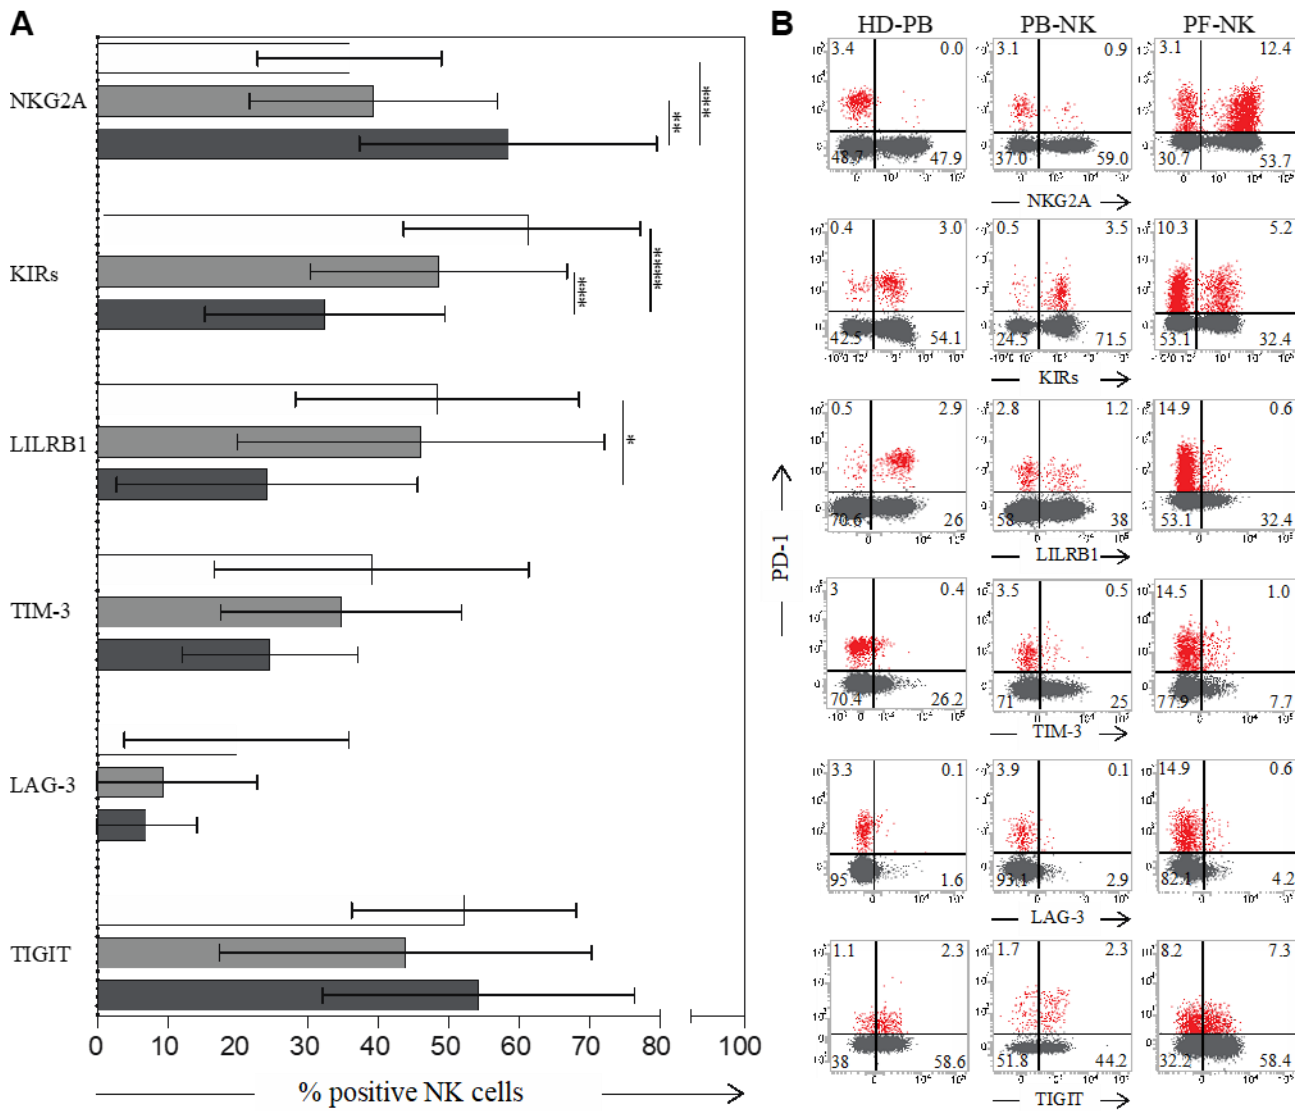 A
NKG2A
****
**
KIRs
****
****
LILRB1
*
TIM-3
LAG-3
TIGIT
0 10 20 30 40 50 60 70 80 100
% positive NK cells
B
HD-PB PB-NK PF-NK
3.4 0.0 3.1 0.9 3.1 12.4
48.7 47.9 37.0 59.0 30.7 53.7
NKG2A
0.4 3.0 0.5 3.5 10.3 5.2
42.5 54.1 24.5 71.5 53.1 32.4
KIRs
0.5 2.9 2.8 1.2 14.9 0.6
70.6 26 58 38 53.1 32.4
LILRB1
PD-1
3 0.4 3.5 0.5 14.5 1.0
70.4 26.2 71 25 77.9 7.7
TIM-3
3.3 0.1 3.9 0.1 14.9 0.6
95 1.6 93.1 2.9 82.1 4.2
LAG-3
1.1 2.3 1.7 2.3 8.2 7.3
38 58.6 51.8 44.2 32.2 58.4
TIGIT